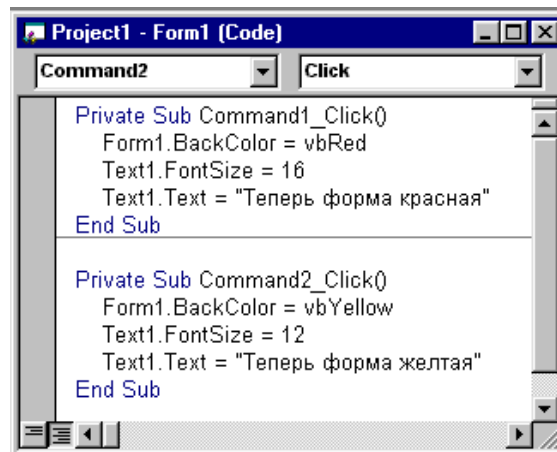 Project1 - Form1 (Code)
Command2 Click
Private Sub Command1_Click()
Form1.BackColor = vbRed
Text1.FontSize = 16
Text1.Text = "Теперь форма красная"
End Sub
Private Sub Command2_Click()
Form1.BackColor = vbYellow
Text1.FontSize = 12
Text1.Text = "Теперь форма желтая"
End Sub